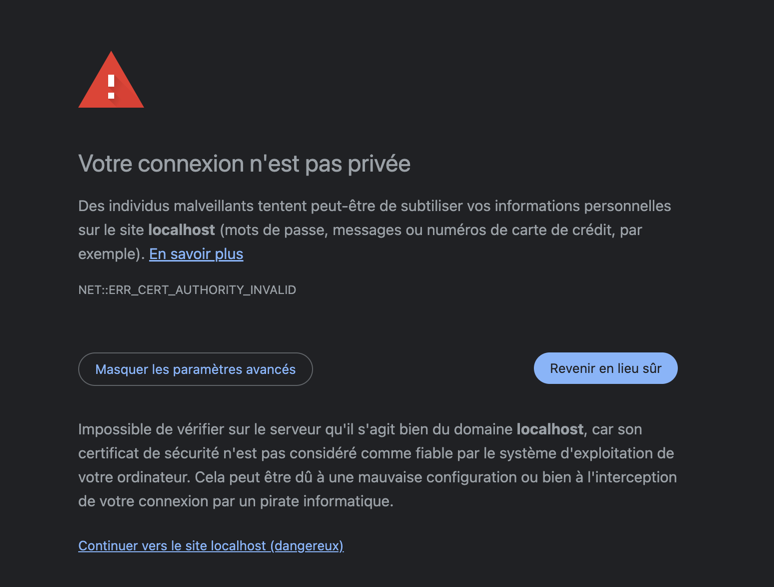 Votre connexion n'est pas privée
Des individus malveillants tentent peut-être de subtiliser vos informations personnelles
sur le site localhost (mots de passe, messages ou numéros de carte de crédit, par
exemple). En savoir plus
NET::ERR_CERT_AUTHORITY_INVALID
Masquer les paramètres avancés
Revenir en lieu sûr
Impossible de vérifier sur le serveur qu'il s'agit bien du domaine localhost, car son
certificat de sécurité n'est pas considéré comme fiable par le système d'exploitation de
votre ordinateur. Cela peut être dû à une mauvaise configuration ou bien à l'interception
de votre connexion par un pirate informatique.
Continuer vers le site localhost (dangereux)